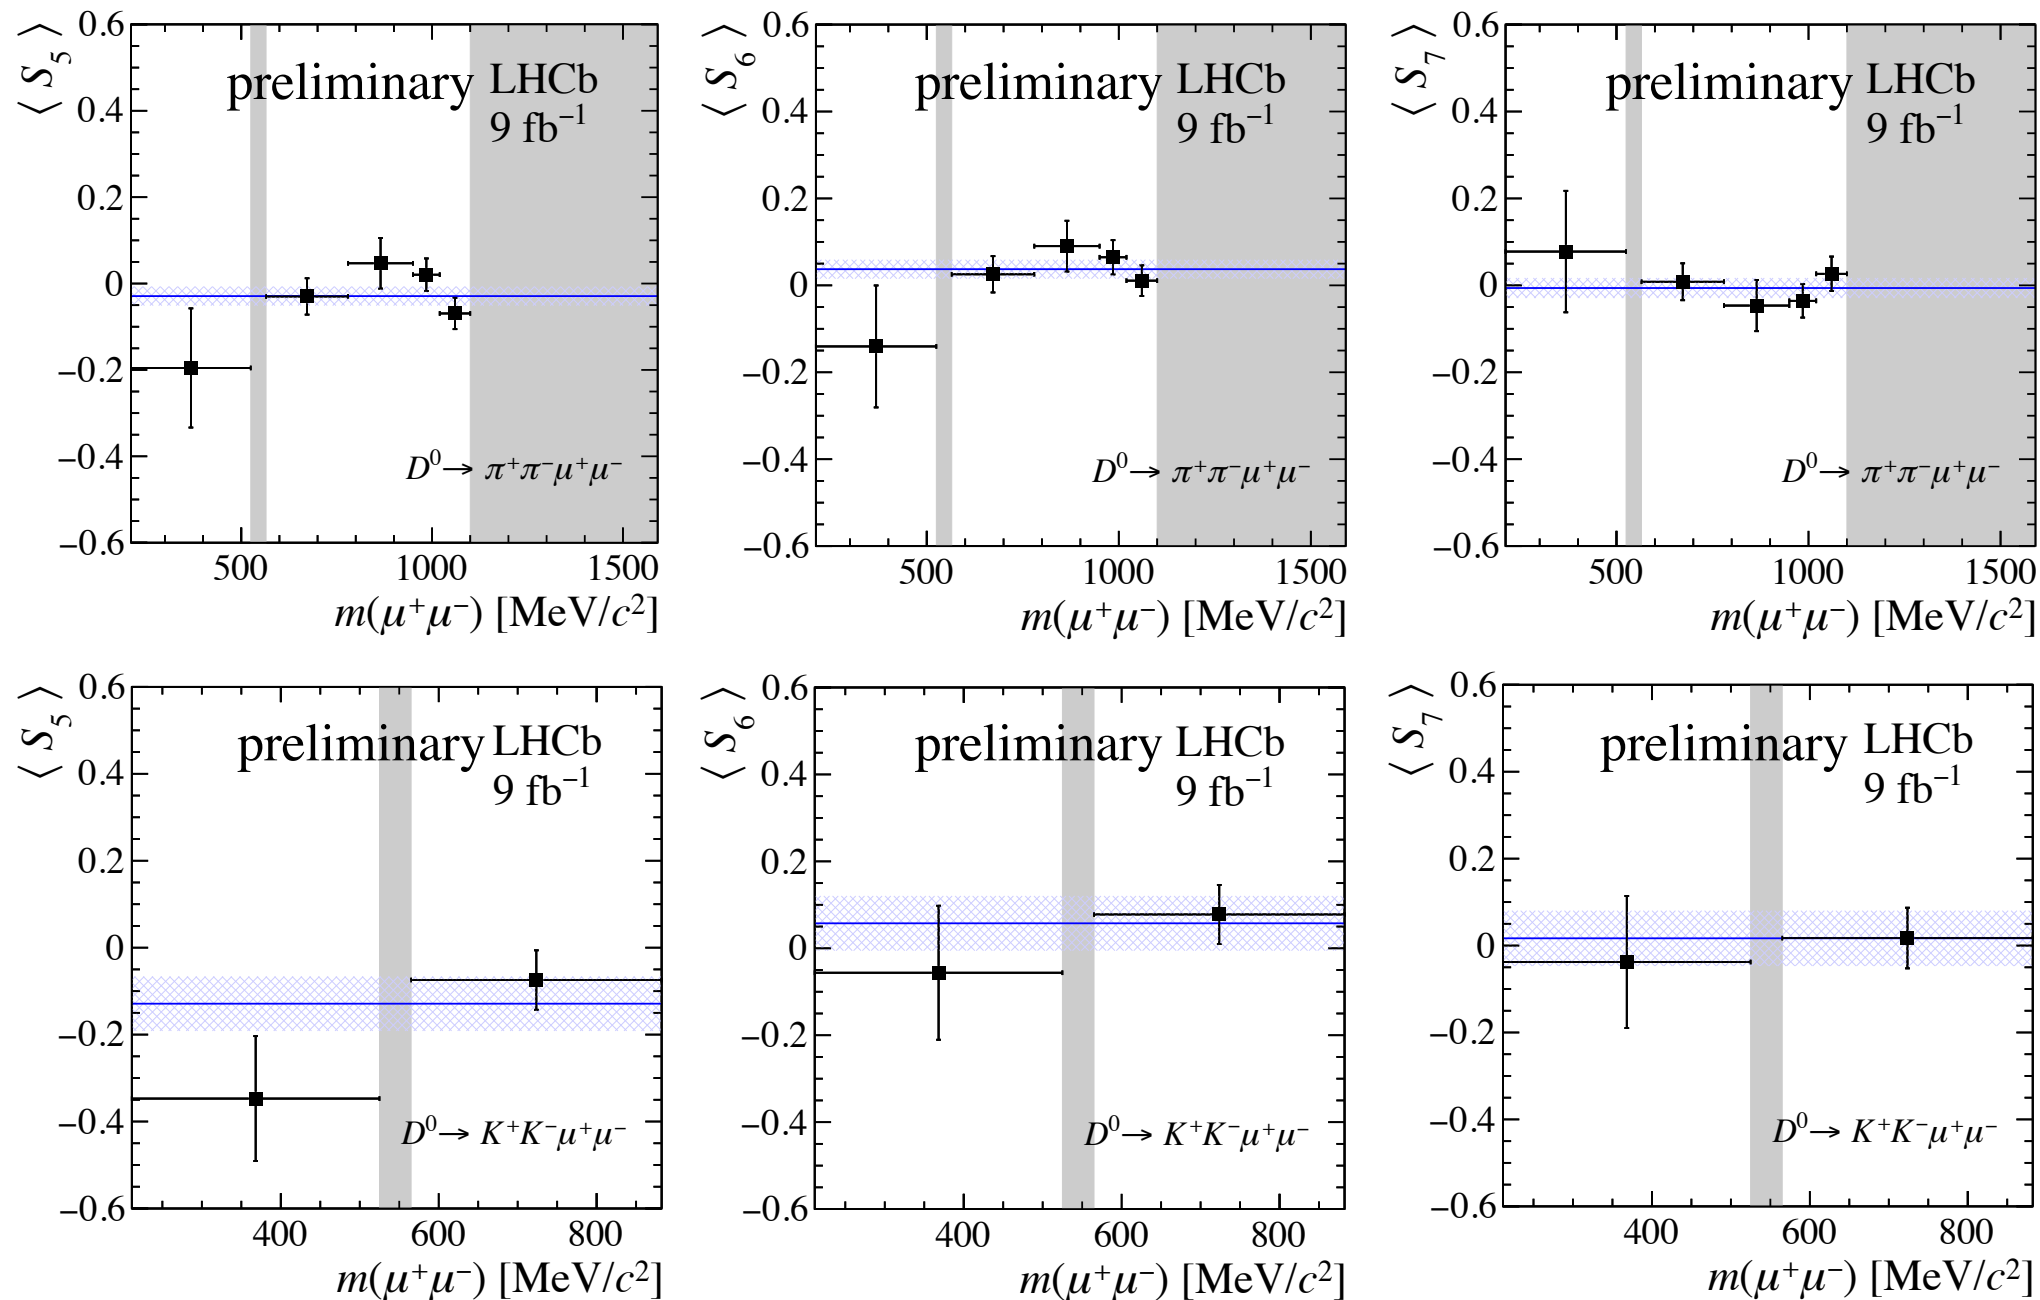 ⟨ S5 ⟩
0.6
0.4
0.2
0
−0.2
−0.4
−0.6
preliminary LHCb
9 fb⁻¹
D⁰→ π⁺π⁻μ⁺μ⁻
500 1000 1500
m(μ⁺μ⁻) [MeV/c²]
⟨ S6 ⟩
0.6
0.4
0.2
0
−0.2
−0.4
−0.6
preliminary LHCb
9 fb⁻¹
D⁰→ π⁺π⁻μ⁺μ⁻
500 1000 1500
m(μ⁺μ⁻) [MeV/c²]
⟨ S7 ⟩
0.6
0.4
0.2
0
−0.2
−0.4
−0.6
preliminary LHCb
9 fb⁻¹
D⁰→ π⁺π⁻μ⁺μ⁻
500 1000 1500
m(μ⁺μ⁻) [MeV/c²]
⟨ S5 ⟩
0.6
0.4
0.2
0
−0.2
−0.4
−0.6
preliminary LHCb
9 fb⁻¹
D⁰→ K⁺K⁻μ⁺μ⁻
400 600 800
m(μ⁺μ⁻) [MeV/c²]
⟨ S6 ⟩
0.6
0.4
0.2
0
−0.2
−0.4
−0.6
preliminary LHCb
9 fb⁻¹
D⁰→ K⁺K⁻μ⁺μ⁻
400 600 800
m(μ⁺μ⁻) [MeV/c²]
⟨ S7 ⟩
0.6
0.4
0.2
0
−0.2
−0.4
−0.6
preliminary LHCb
9 fb⁻¹
D⁰→ K⁺K⁻μ⁺μ⁻
400 600 800
m(μ⁺μ⁻) [MeV/c²]